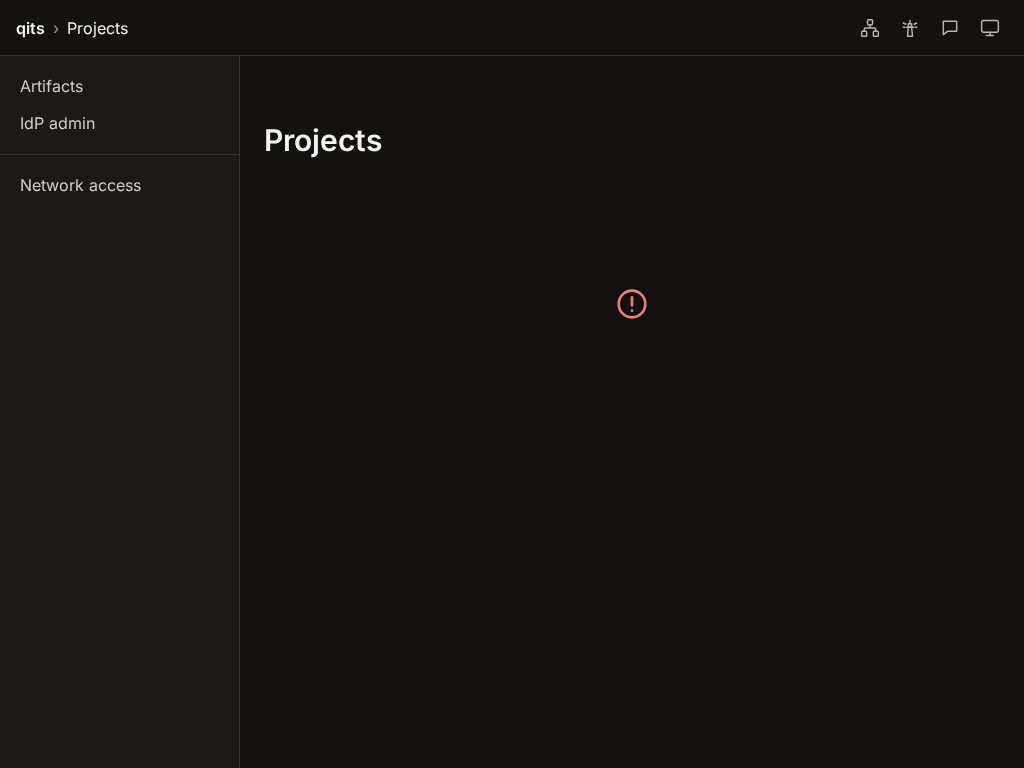 qits › Projects
Artifacts
IdP admin
Network access
Projects